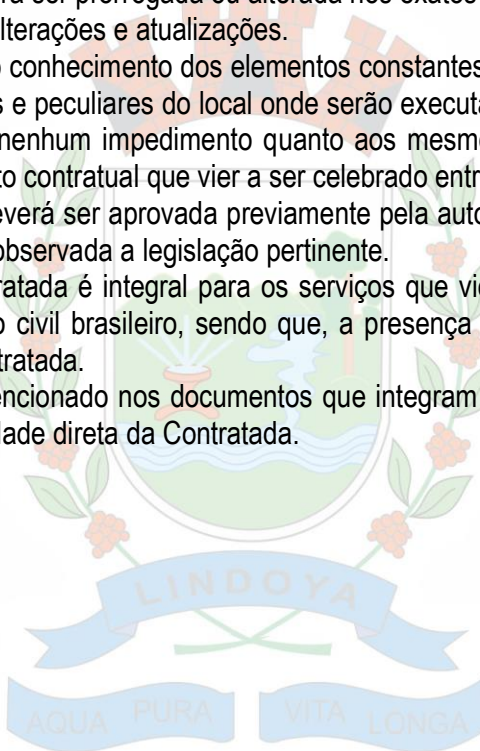 rá ser prorrogada ou alterada nos exatos
lterações e atualizações.
o conhecimento dos elementos constantes
s e peculiares do local onde serão executa
nenhum impedimento quanto aos mesm
to contratual que vier a ser celebrado entr
everá ser aprovada previamente pela auto
observada a legislação pertinente.
ratada é integral para os serviços que vie
o civil brasileiro, sendo que, a presença
tratada.
encionado nos documentos que integram
dade direta da Contratada.
LINDOYA
AQUA PURA VITA LONGA